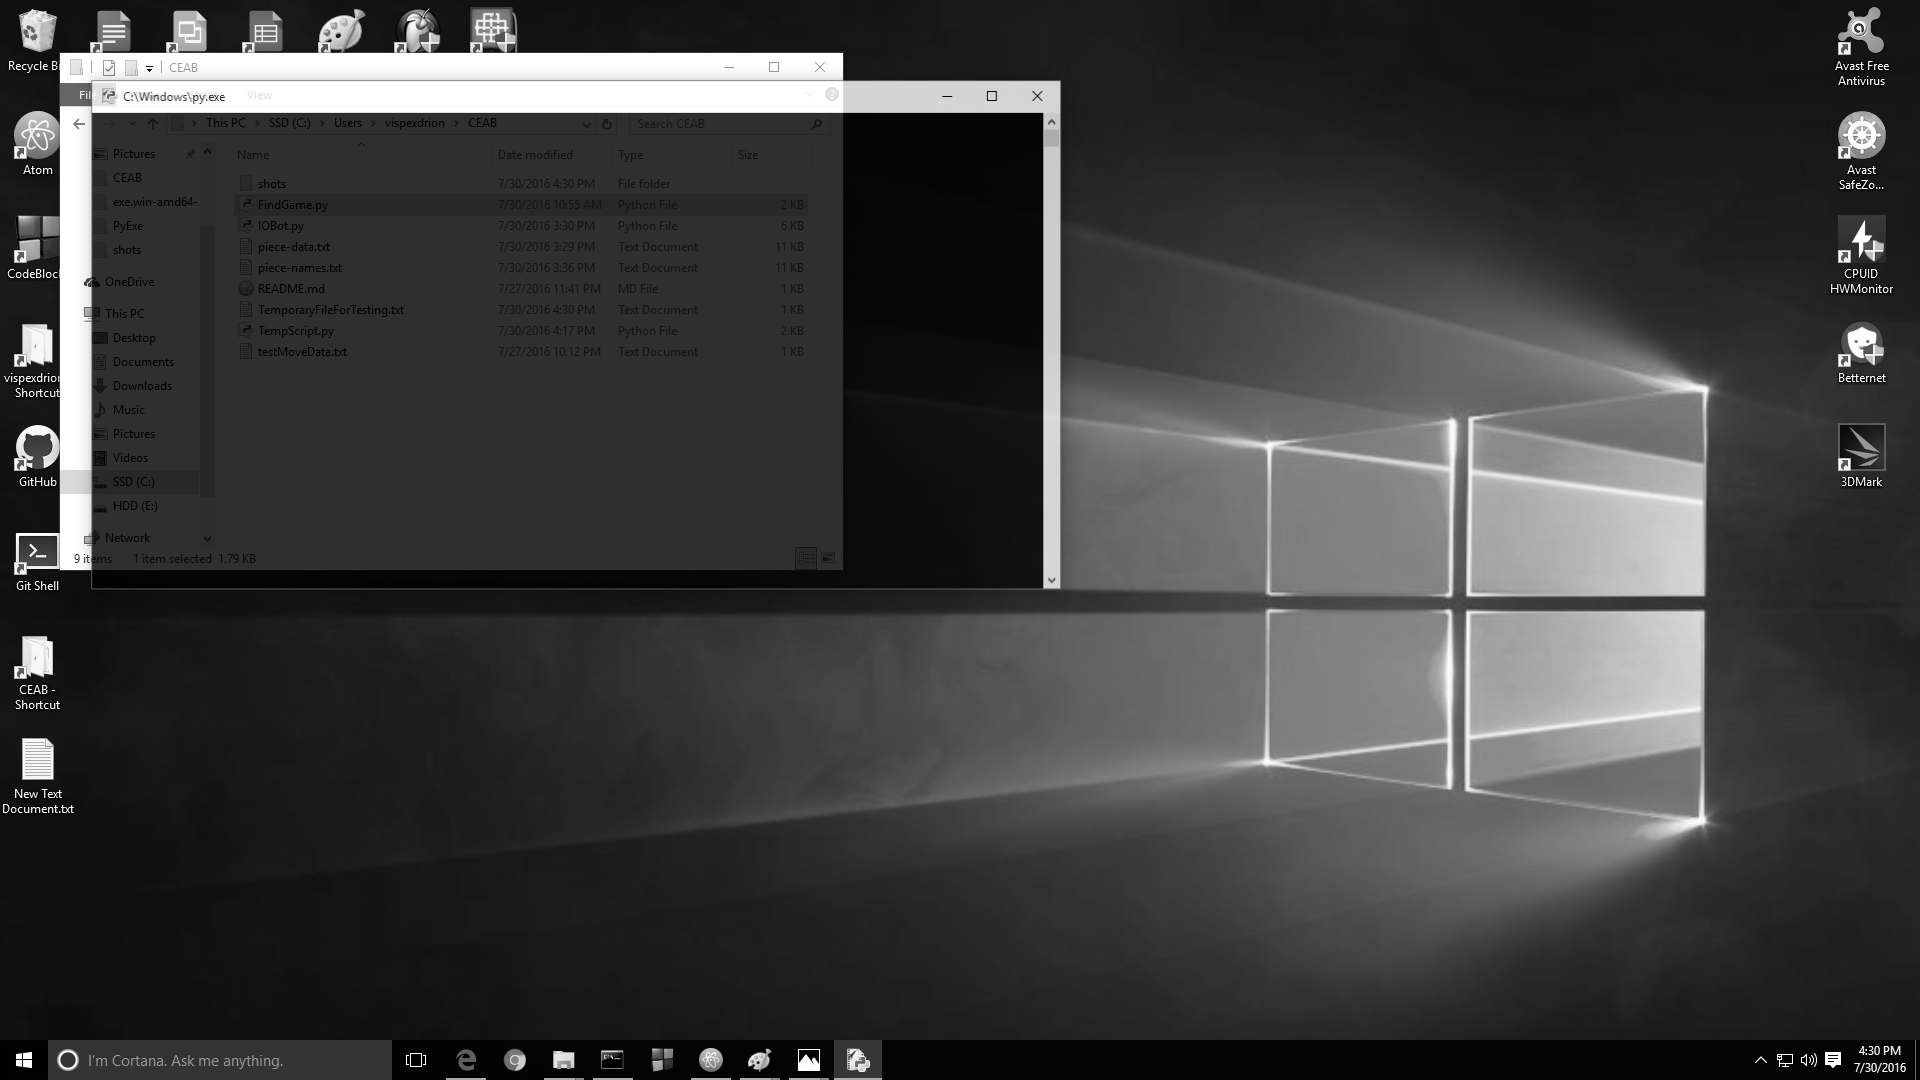 Recycle Bi
CEAB
Fil
C:\Windows\py.exe
View
This PC > SSD (C:) > Users > vispexdrion > CEAB
Search CEAB
Name Date modified Type Size
shots 7/30/2016 4:30 PM File folder
FindGame.py 7/30/2016 10:55 AM Python File 2 KB
IOBot.py 7/30/2016 3:30 PM Python File 6 KB
piece-data.txt 7/30/2016 3:29 PM Text Document 11 KB
piece-names.txt 7/30/2016 3:36 PM Text Document 11 KB
README.md 7/27/2016 11:41 PM MD File 1 KB
TemporaryFileForTesting.txt 7/30/2016 4:30 PM Text Document 1 KB
TempScript.py 7/30/2016 4:17 PM Python File 2 KB
testMoveData.txt 7/27/2016 10:12 PM Text Document 1 KB
Pictures
CEAB
exe.win-amd64-
PyExe
shots
OneDrive
This PC
Desktop
Documents
Downloads
Music
Pictures
Videos
SSD (C:)
HDD (E:)
Network
9 items 1 item selected 1.79 KB
Atom
CodeBloc
vispexdrion
Shortcut
GitHub
Git Shell
CEAB -
Shortcut
New Text
Document.txt
Avast Free
Antivirus
Avast
SafeZo...
CPUID
HWMonitor
Betternet
3DMark
I'm Cortana. Ask me anything.
4:30 PM
7/30/2016